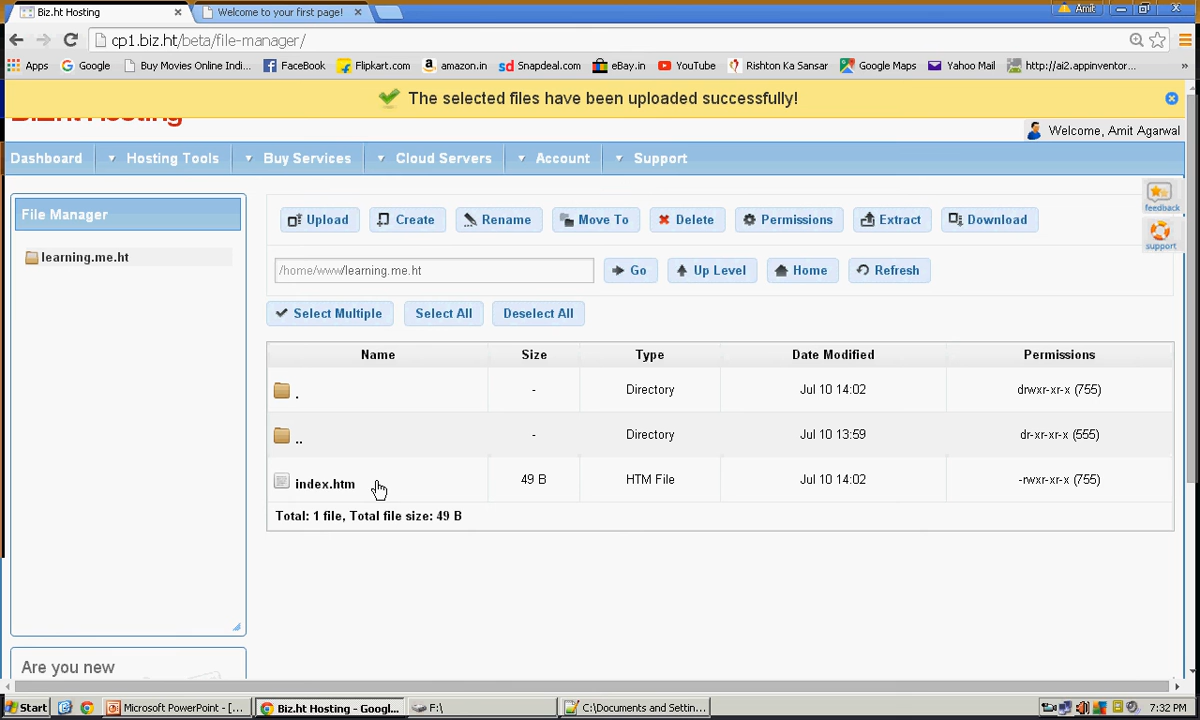 Biz.ht Hosting
Welcome to your first page!
Amit
cp1.biz.ht/beta/file-manager/
Apps Google Buy Movies Online Indi... FaceBook Flipkart.com amazon.in Snapdeal.com eBay.in YouTube Rishton Ka Sansar Google Maps Yahoo Mail http://ai2.appinventor... »
The selected files have been uploaded successfully!
Biz.ht Hosting
Welcome, Amit Agarwal
Dashboard Hosting Tools Buy Services Cloud Servers Account Support
feedback
support
File Manager
learning.me.ht
Upload Create Rename Move To Delete Permissions Extract Download
/home/www/learning.me.ht Go Up Level Home Refresh
Select Multiple Select All Deselect All
Name Size Type Date Modified Permissions
. - Directory Jul 10 14:02 drwxr-xr-x (755)
.. - Directory Jul 10 13:59 dr-xr-xr-x (555)
index.htm 49 B HTM File Jul 10 14:02 -rwxr-xr-x (755)
Total: 1 file, Total file size: 49 B
Are you new
Start Microsoft PowerPoint - [... Biz.ht Hosting - Googl... F:\ C:\Documents and Settin... 7:32 PM